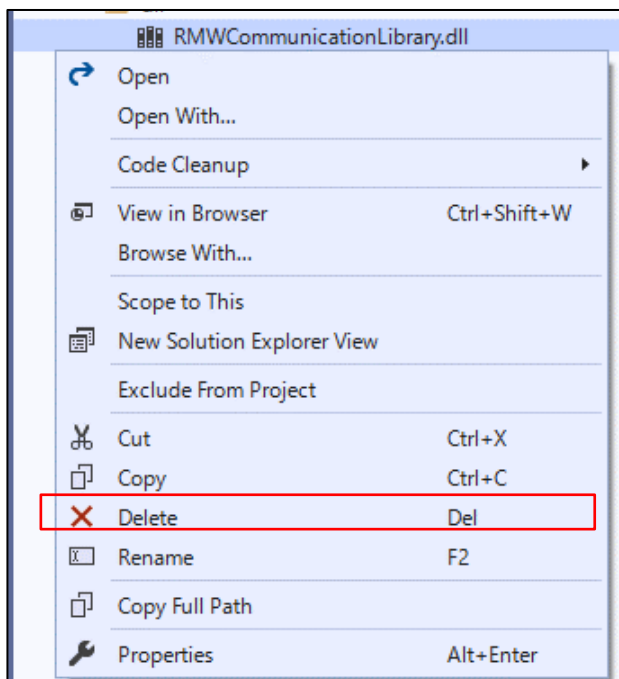 RMWCommunicationLibrary.dll
Open
Open With...
Code Cleanup
View in Browser Ctrl+Shift+W
Browse With...
Scope to This
New Solution Explorer View
Exclude From Project
Cut Ctrl+X
Copy Ctrl+C
Delete Del
Rename F2
Copy Full Path
Properties Alt+Enter